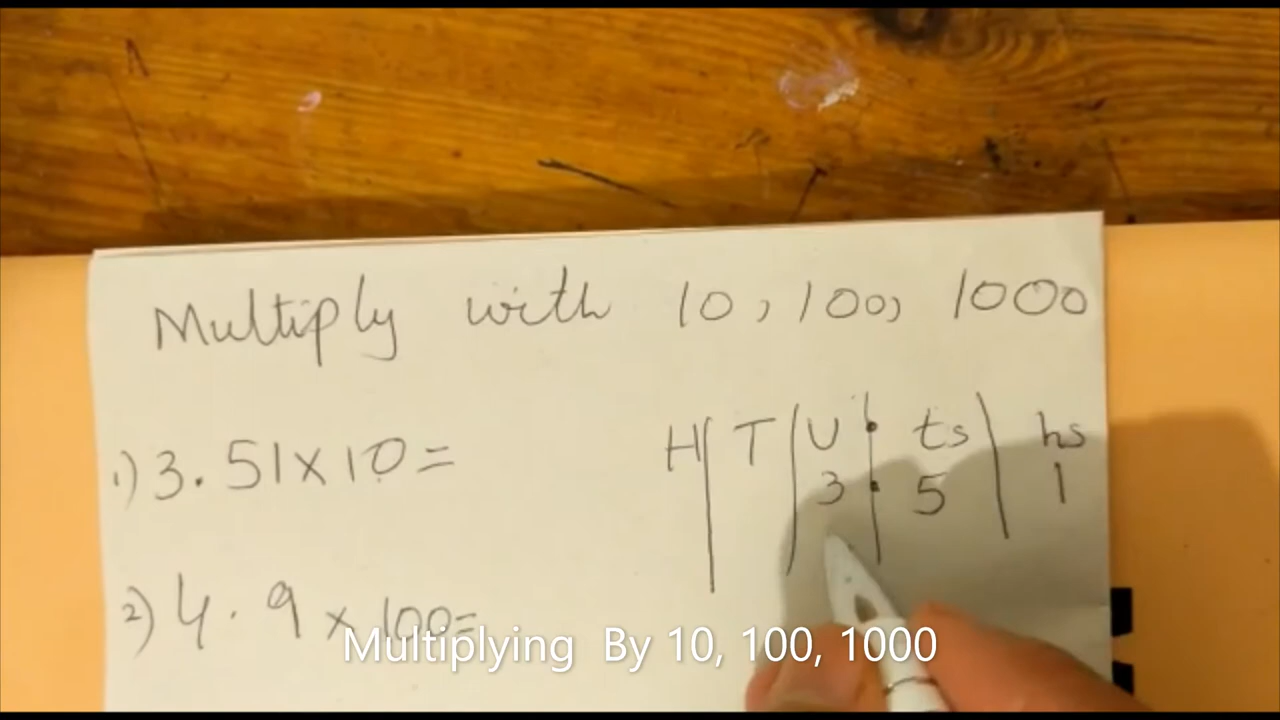 Multiply with 10, 100, 1000
1) 3.51 x 10 =
H T U . ts hs
3 . 5 1
2) 4.9 x 100 =
Multiplying By 10, 100, 1000